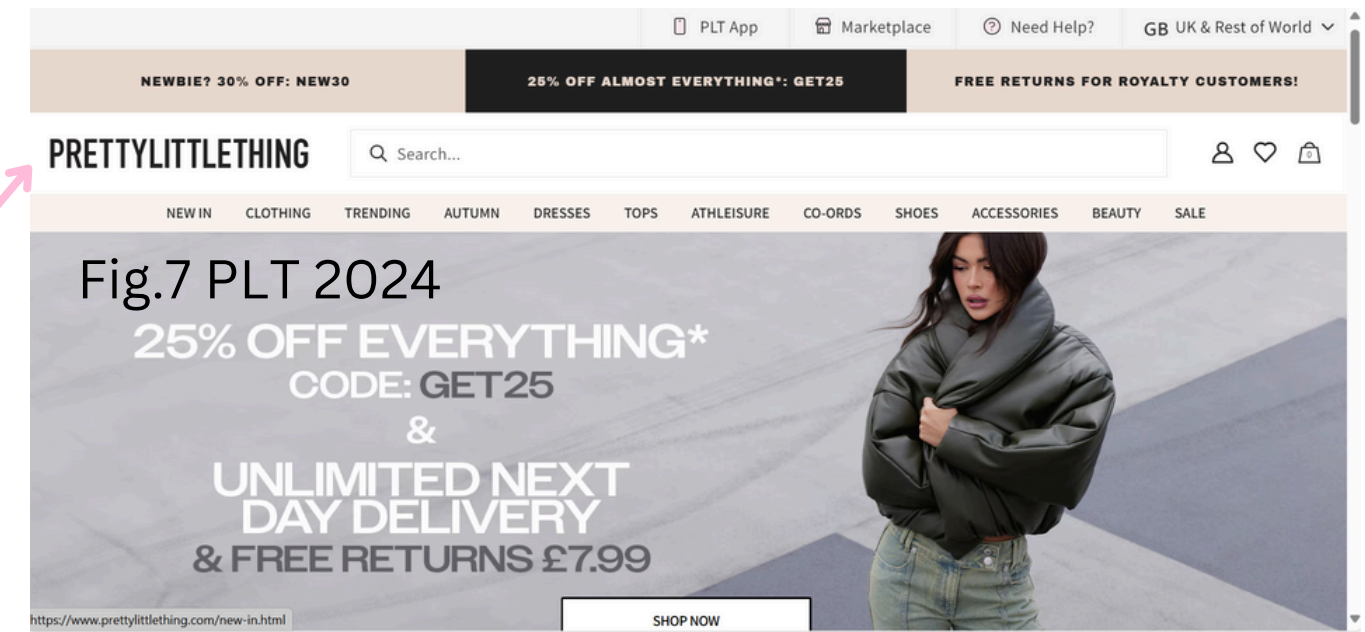 PLT App Marketplace Need Help? GB UK & Rest of World
NEWBIE? 30% OFF: NEW30 25% OFF ALMOST EVERYTHING*: GET25 FREE RETURNS FOR ROYALTY CUSTOMERS!
PRETTYLITTLETHING Search... 0
NEW IN CLOTHING TRENDING AUTUMN DRESSES TOPS ATHLEISURE CO-ORDS SHOES ACCESSORIES BEAUTY SALE
Fig.7 PLT 2024
25% OFF EVERYTHING*
CODE: GET25
&
UNLIMITED NEXT
DAY DELIVERY
& FREE RETURNS £7.99
SHOP NOW
https://www.prettylittlething.com/new-in.html